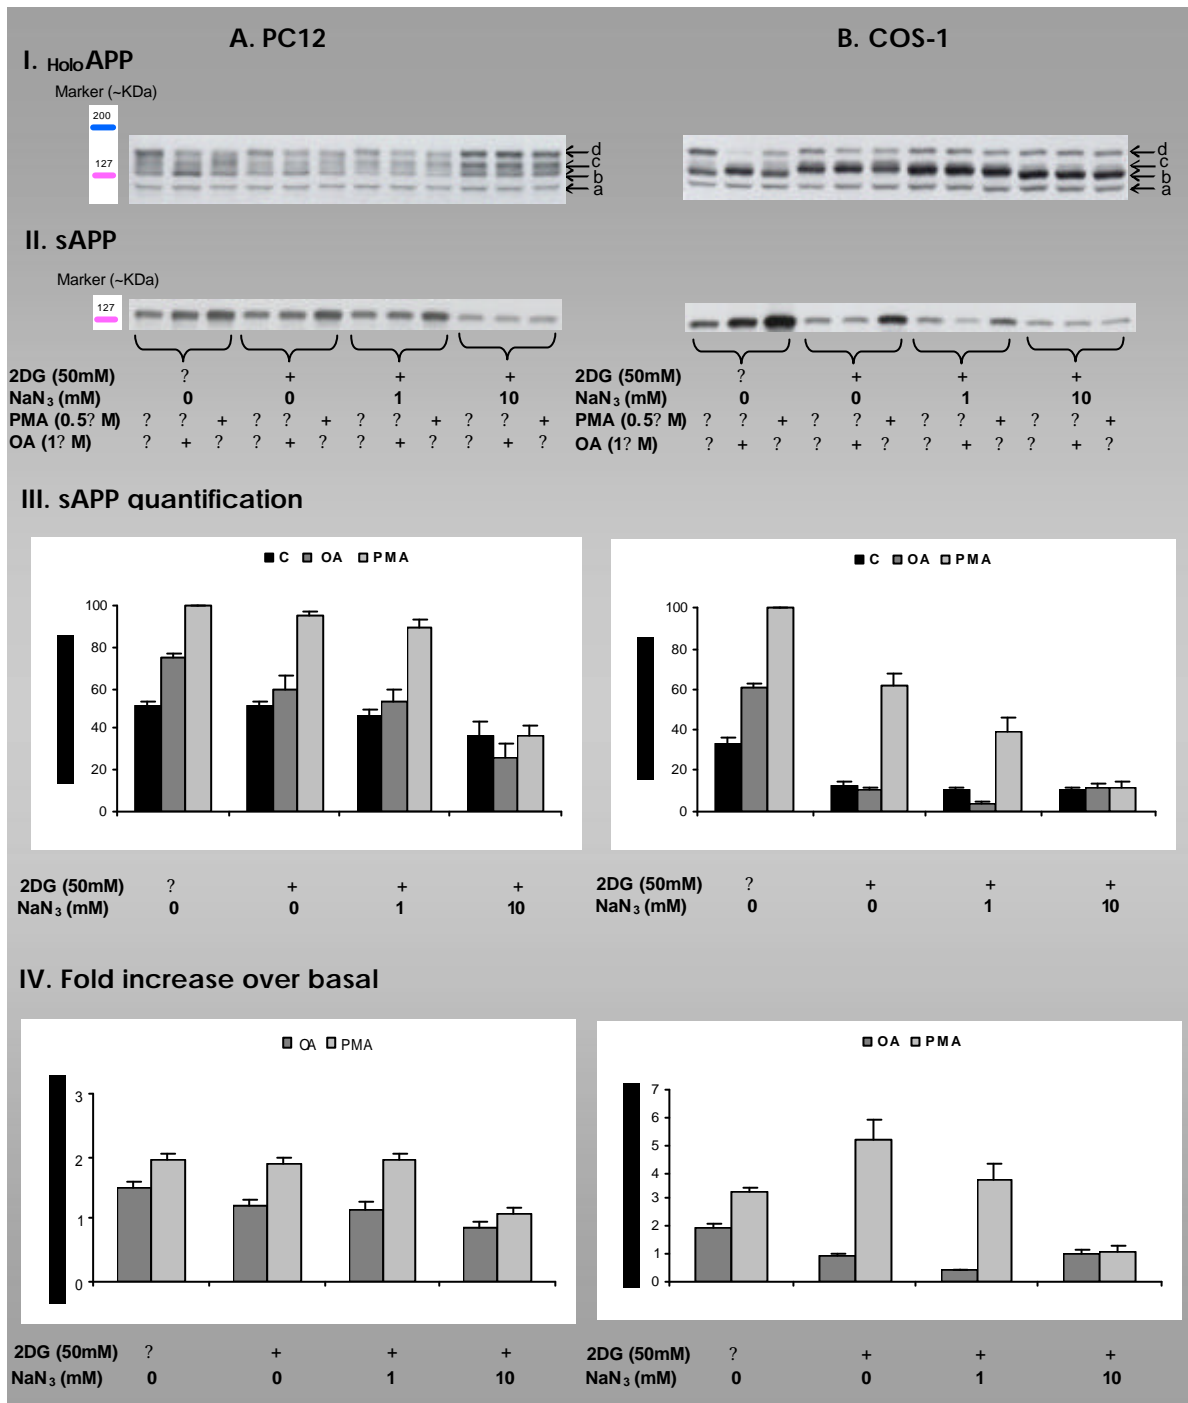 A. PC12
B. COS-1
I. Holo APP
Marker (~KDa)
200
127
d
c
b
a
d
c
b
a
II. sAPP
Marker (~KDa)
127
2DG (50mM) ? + + +
NaN3 (mM) 0 0 1 10
PMA (0.5? M) ? ? + ? ? + ? ? + ? ? +
OA (1? M) ? + ? ? + ? ? + ? ? + ?
2DG (50mM) ? + + +
NaN3 (mM) 0 0 1 10
PMA (0.5? M) ? ? + ? ? + ? ? + ? ? +
OA (1? M) ? + ? ? + ? ? + ? ? + ?
III. sAPP quantification
C OA PMA
100
80
60
40
20
0
C OA PMA
100
80
60
40
20
0
2DG (50mM) ? + + +
NaN3 (mM) 0 0 1 10
2DG (50mM) ? + + +
NaN3 (mM) 0 0 1 10
IV. Fold increase over basal
OA PMA
3
2
1
0
OA PMA
7
6
5
4
3
2
1
0
2DG (50mM) ? + + +
NaN3 (mM) 0 0 1 10
2DG (50mM) ? + + +
NaN3 (mM) 0 0 1 10